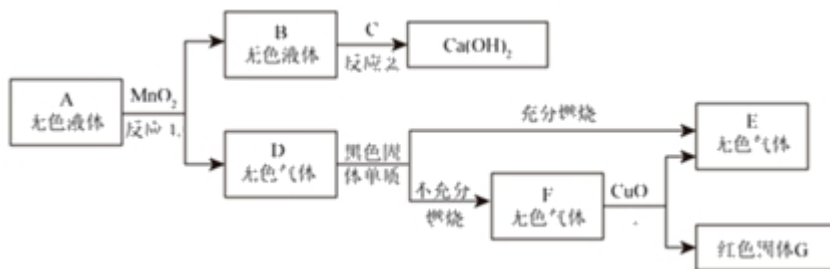 B
无色液体
C
反应2
Ca(OH)₂
A
无色液体
MnO₂
反应1
D
无色气体
黑色固
体单质
充分燃烧
E
无色气体
不充分
燃烧
F
无色气体
CuO
红色固体G